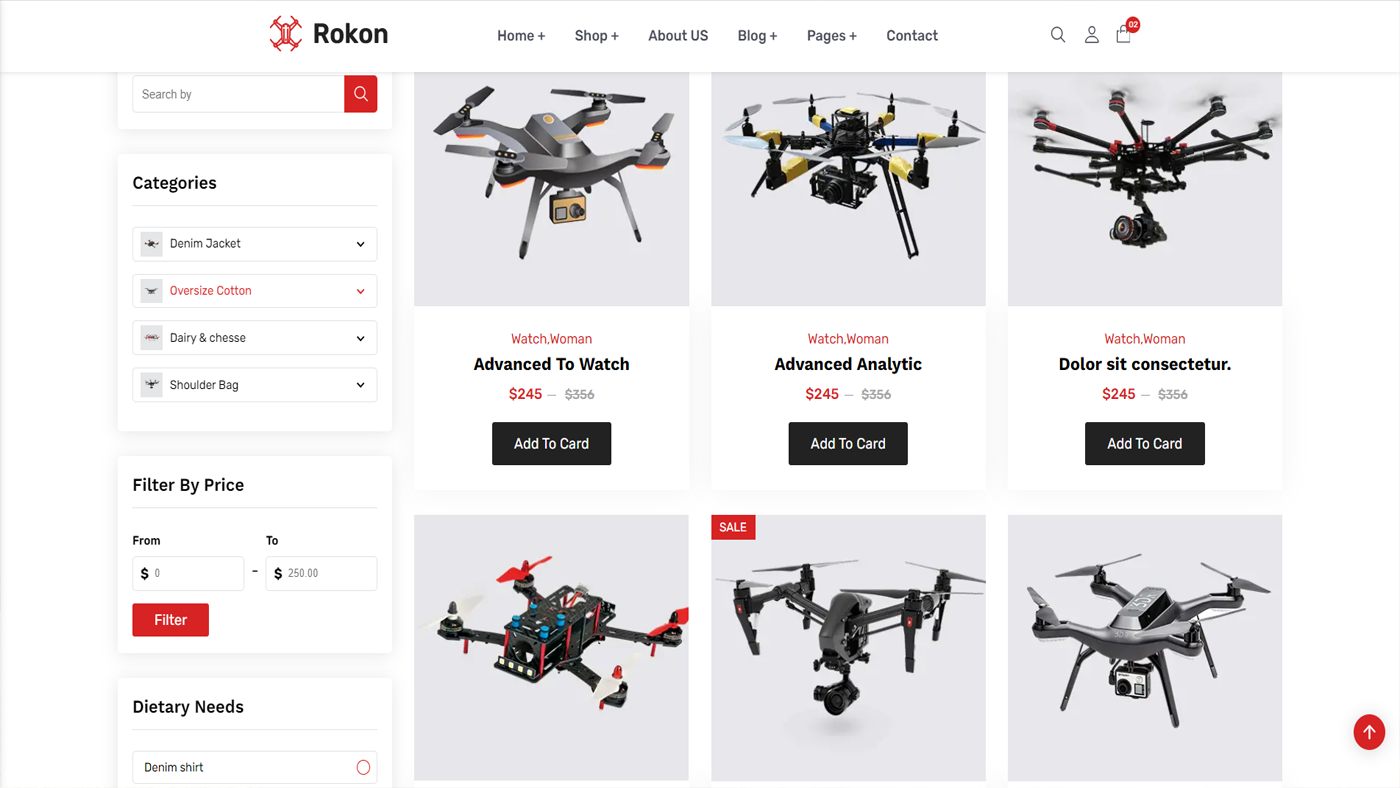 Rokon
Home +
Shop +
About US
Blog +
Pages +
Contact
02
Search by
Categories
Denim Jacket
Oversize Cotton
Dairy & chesse
Shoulder Bag
Filter By Price
From
To
$ 0
-
$ 250.00
Filter
Dietary Needs
Denim shirt
Watch,Woman
Advanced To Watch
$245 — $356
Add To Card
Watch,Woman
Advanced Analytic
$245 — $356
Add To Card
Watch,Woman
Dolor sit consectetur.
$245 — $356
Add To Card
SALE